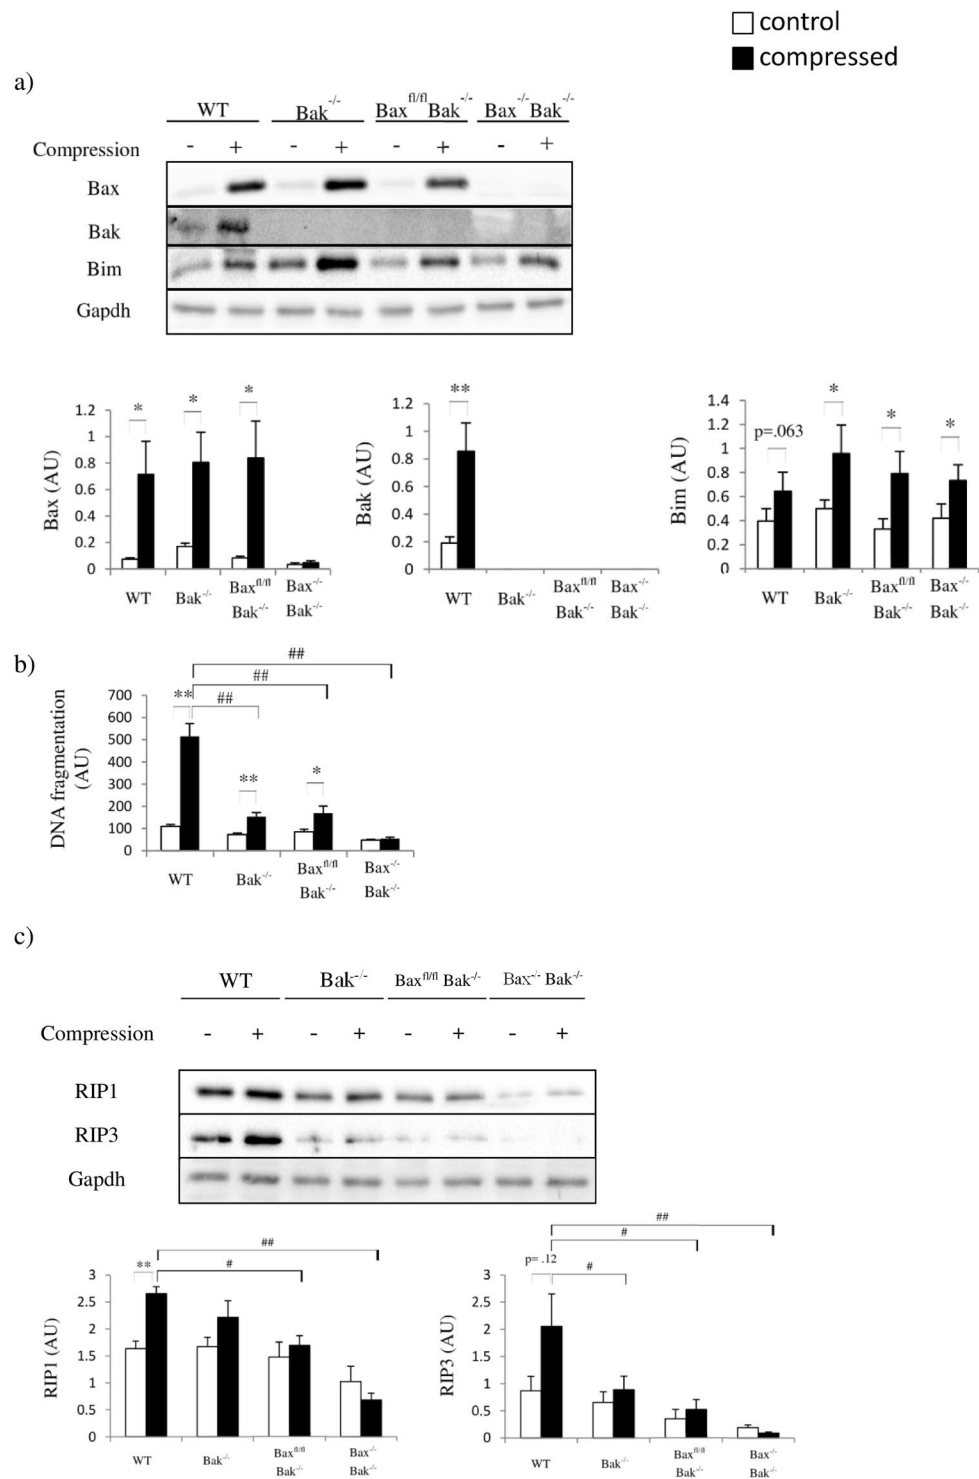 control
compressed
a)
WT Bak-/- Baxfl/fl Bak-/- Bax-/- Bak-/-
Compression - + - + - + - +
Bax
Bak
Bim
Gapdh
Bax (AU)
1.2
1
0.8
0.6
0.4
0.2
0
* * *
WT Bak-/- Baxfl/fl Bak-/- Bax-/- Bak-/-
Bak (AU)
1.2
1
0.8
0.6
0.4
0.2
0
**
WT Bak-/- Baxfl/fl Bak-/- Bax-/- Bak-/-
Bim (AU)
1.4
1.2
1
0.8
0.6
0.4
0.2
0
p=.063 * * *
WT Bak-/- Baxfl/fl Bak-/- Bax-/- Bak-/-
b)
DNA fragmentation
(AU)
700
600
500
400
300
200
100
0
##
##
** ##
** *
WT Bak-/- Baxfl/fl Bak-/- Bax-/- Bak-/-
c)
WT Bak-/- Baxfl/fl Bak-/- Bax-/- Bak-/-
Compression - + - + - + - +
RIP1
RIP3
Gapdh
RIP1 (AU)
3
2.5
2
1.5
1
0.5
0
##
** #
WT Bak-/- Baxfl/fl Bak-/- Bax-/- Bak-/-
RIP3 (AU)
3
2.5
2
1.5
1
0.5
0
##
#
p= .12 #
WT Bak-/- Baxfl/fl Bak-/- Bax-/- Bak-/-